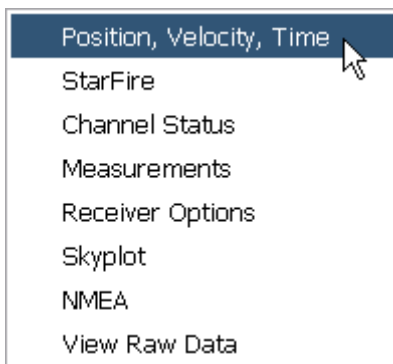 Position, Velocity, Time
StarFire
Channel Status
Measurements
Receiver Options
Skyplot
NMEA
View Raw Data